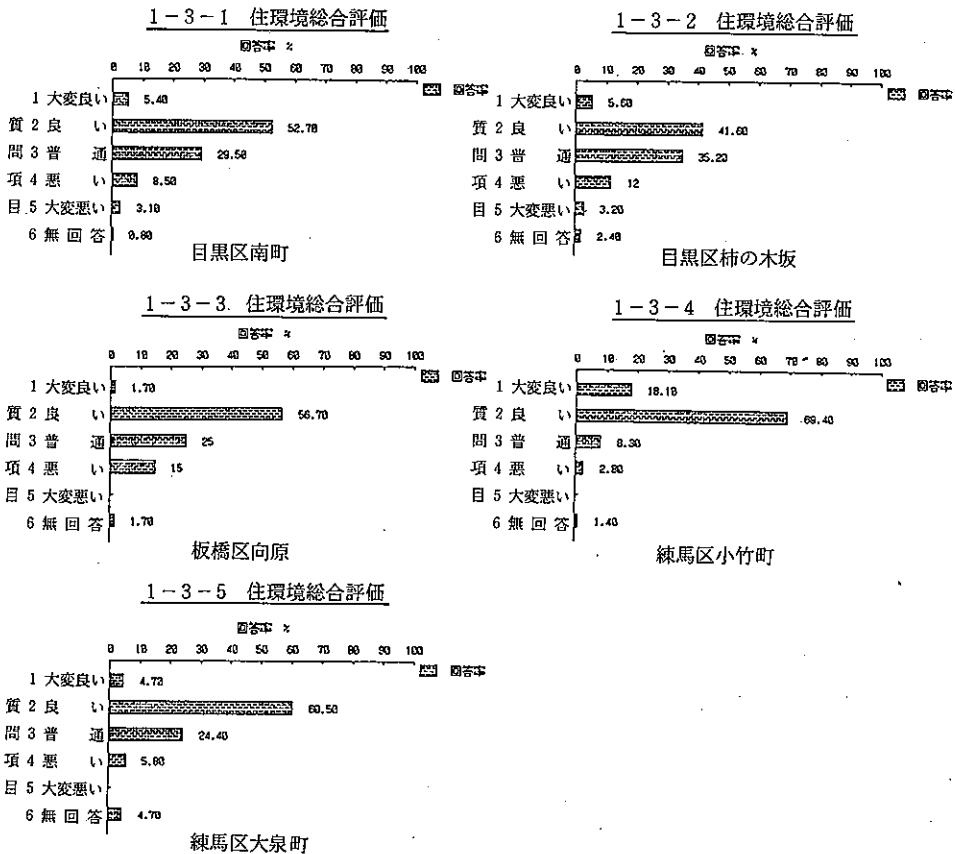 1－3－1 住環境総合評価
回答率 %
0 10 20 30 40 50 60 70 80 90 100
回答率
1 大変良い 5.40
質 2 良い 52.70
問 3 普通 29.50
項 4 悪い 8.50
目 5 大変悪い 3.10
6 無回答 0.80
目黒区南町
1－3－2 住環境総合評価
回答率 %
0 10 20 30 40 50 60 70 80 90 100
回答率
1 大変良い 5.60
質 2 良い 41.60
問 3 普通 35.20
項 4 悪い 12
目 5 大変悪い 3.20
6 無回答 2.40
目黒区柿の木坂
1－3－3. 住環境総合評価
回答率 %
0 10 20 30 40 50 60 70 80 90 100
回答率
1 大変良い 1.70
質 2 良い 56.70
問 3 普通 25
項 4 悪い 15
目 5 大変悪い
6 無回答 1.70
板橋区向原
1－3－4 住環境総合評価
回答率 %
0 10 20 30 40 50 60 70 80 90 100
回答率
1 大変良い 18.10
質 2 良い 69.40
問 3 普通 8.30
項 4 悪い 2.80
目 5 大変悪い
6 無回答 1.40
練馬区小竹町
1－3－5 住環境総合評価
回答率 %
0 10 20 30 40 50 60 70 80 90 100
回答率
1 大変良い 4.70
質 2 良い 60.50
問 3 普通 24.40
項 4 悪い 5.80
目 5 大変悪い
6 無回答 4.70
練馬区大泉町